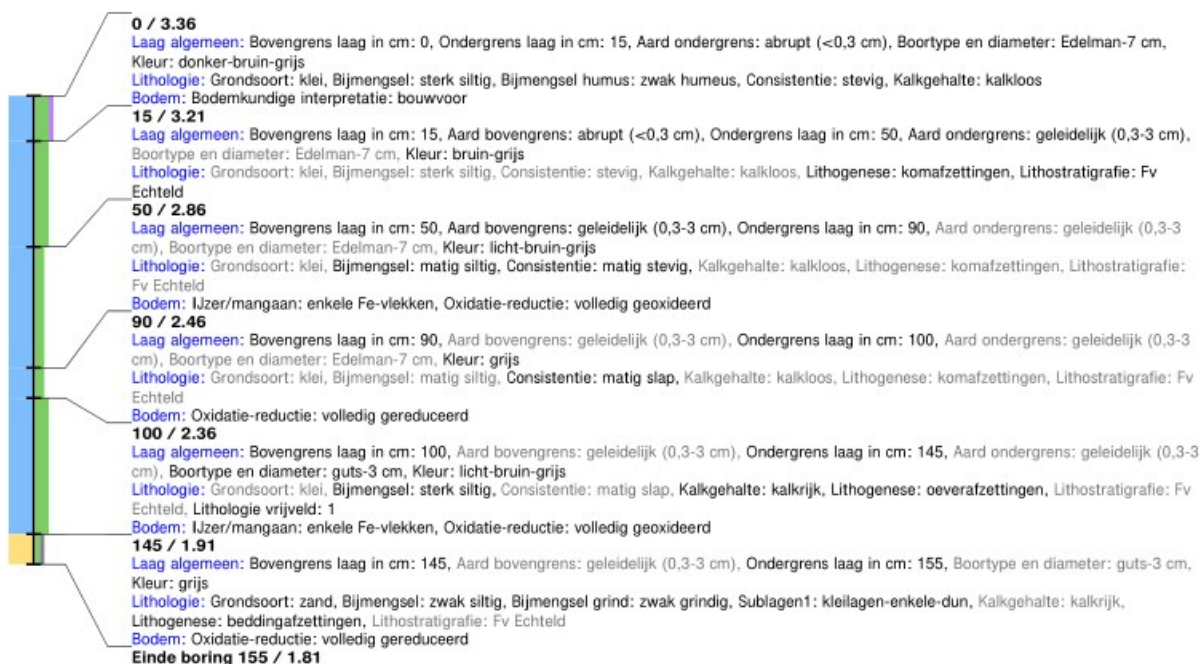 0 / 3.36
Laag algemeen: Bovengrens laag in cm: 0, Ondergrens laag in cm: 15, Aard ondergrens: abrupt (<0,3 cm), Boortype en diameter: Edelman-7 cm,
Kleur: donker-bruin-grijs
Lithologie: Grondsoort: klei, Bijmengsel: sterk siltig, Bijmengsel humus: zwak humeus, Consistentie: stevig, Kalkgehalte: kalkloos
Bodem: Bodemkundige interpretatie: bouwvoor
15 / 3.21
Laag algemeen: Bovengrens laag in cm: 15, Aard bovengrens: abrupt (<0,3 cm), Ondergrens laag in cm: 50, Aard ondergrens: geleidelijk (0,3-3 cm),
Boortype en diameter: Edelman-7 cm, Kleur: bruin-grijs
Lithologie: Grondsoort: klei, Bijmengsel: sterk siltig, Consistentie: stevig, Kalkgehalte: kalkloos, Lithogenese: komafzettingen, Lithostratigrafie: Fv
Echteld
50 / 2.86
Laag algemeen: Bovengrens laag in cm: 50, Aard bovengrens: geleidelijk (0,3-3 cm), Ondergrens laag in cm: 90, Aard ondergrens: geleidelijk (0,3-3
cm), Boortype en diameter: Edelman-7 cm, Kleur: licht-bruin-grijs
Lithologie: Grondsoort: klei, Bijmengsel: matig siltig, Consistentie: matig stevig, Kalkgehalte: kalkloos, Lithogenese: komafzettingen, Lithostratigrafie:
Fv Echteld
Bodem: IJzer/mangaan: enkele Fe-vlekken, Oxidatie-reductie: volledig geoxideerd
90 / 2.46
Laag algemeen: Bovengrens laag in cm: 90, Aard bovengrens: geleidelijk (0,3-3 cm), Ondergrens laag in cm: 100, Aard ondergrens: geleidelijk (0,3-3
cm), Boortype en diameter: Edelman-7 cm, Kleur: grijs
Lithologie: Grondsoort: klei, Bijmengsel: matig siltig, Consistentie: matig slap, Kalkgehalte: kalkloos, Lithogenese: komafzettingen, Lithostratigrafie: Fv
Echteld
Bodem: Oxidatie-reductie: volledig gereduceerd
100 / 2.36
Laag algemeen: Bovengrens laag in cm: 100, Aard bovengrens: geleidelijk (0,3-3 cm), Ondergrens laag in cm: 145, Aard ondergrens: geleidelijk (0,3-3
cm), Boortype en diameter: guts-3 cm, Kleur: licht-bruin-grijs
Lithologie: Grondsoort: klei, Bijmengsel: sterk siltig, Consistentie: matig slap, Kalkgehalte: kalkrijk, Lithogenese: oeverafzettingen, Lithostratigrafie: Fv
Echteld, Lithologie vrijveld: 1
Bodem: IJzer/mangaan: enkele Fe-vlekken, Oxidatie-reductie: volledig geoxideerd
145 / 1.91
Laag algemeen: Bovengrens laag in cm: 145, Aard bovengrens: geleidelijk (0,3-3 cm), Ondergrens laag in cm: 155, Boortype en diameter: guts-3 cm,
Kleur: grijs
Lithologie: Grondsoort: zand, Bijmengsel: zwak siltig, Bijmengsel grind: zwak grindig, Sublagen1: kleilagen-enkele-dun, Kalkgehalte: kalkrijk,
Lithogenese: beddingafzettingen, Lithostratigrafie: Fv Echteld
Bodem: Oxidatie-reductie: volledig gereduceerd
Einde boring 155 / 1.81